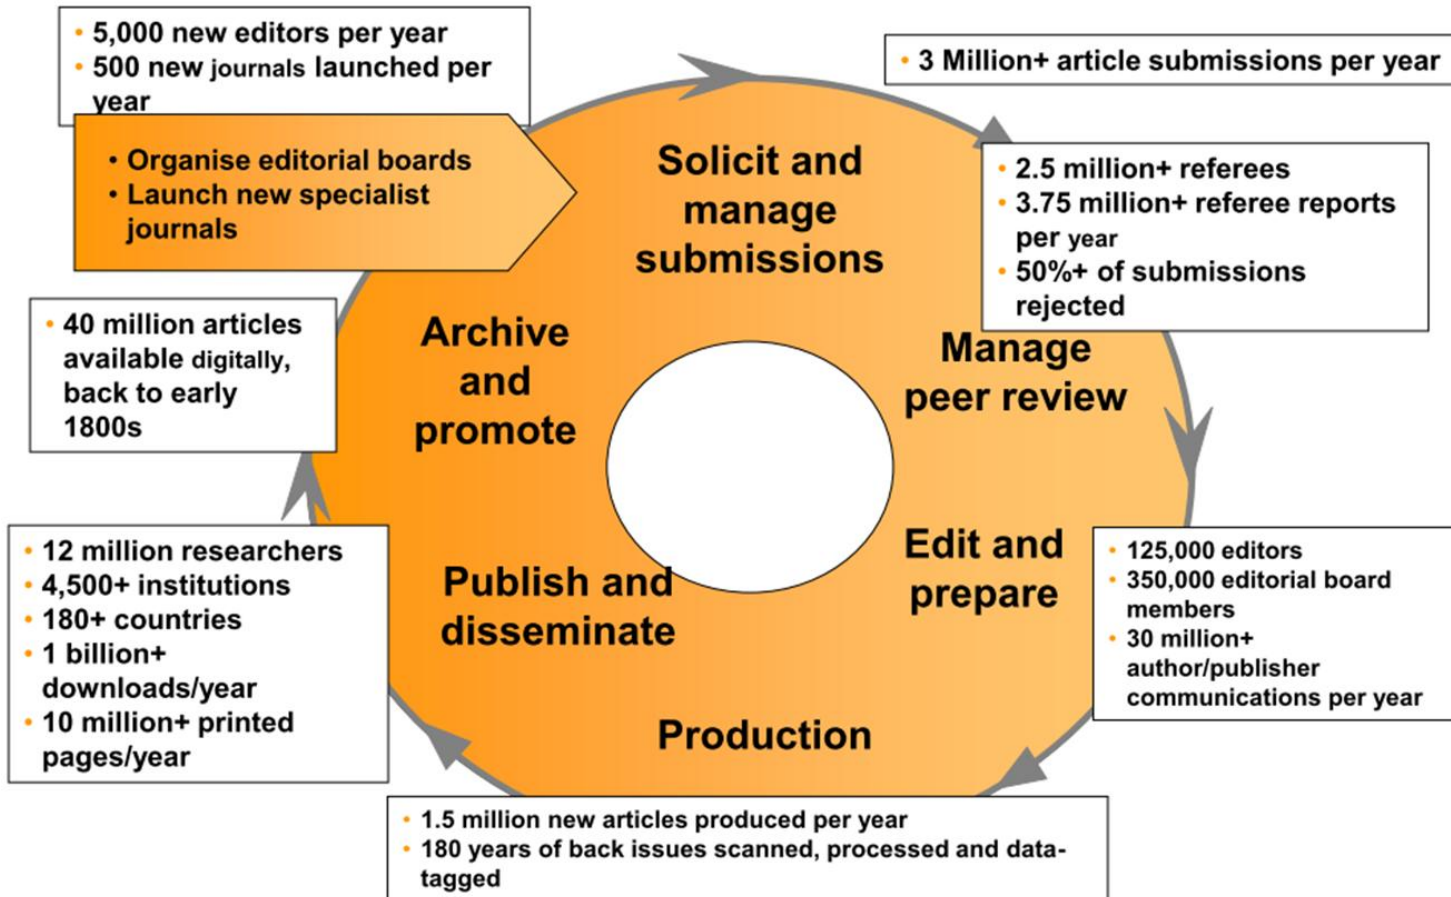 • 5,000 new editors per year
• 500 new journals launched per
year
• Organise editorial boards
• Launch new specialist
journals
Solicit and
manage
submissions
• 3 Million+ article submissions per year
• 2.5 million+ referees
• 3.75 million+ referee reports
per year
• 50%+ of submissions
rejected
Manage
peer review
Edit and
prepare
• 125,000 editors
• 350,000 editorial board
members
• 30 million+
author/publisher
communications per year
Production
• 1.5 million new articles produced per year
• 180 years of back issues scanned, processed and data-
tagged
Publish and
disseminate
• 12 million researchers
• 4,500+ institutions
• 180+ countries
• 1 billion+
downloads/year
• 10 million+ printed
pages/year
Archive
and
promote
• 40 million articles
available digitally,
back to early
1800s